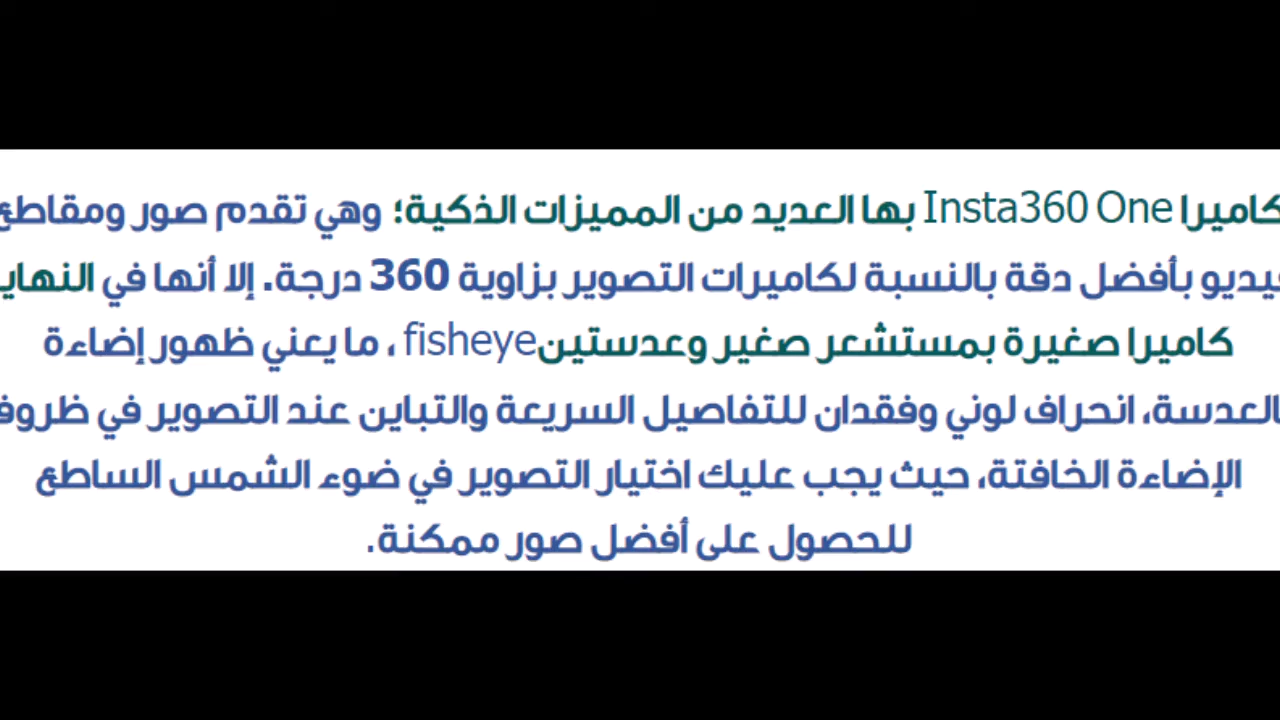 كاميرا Insta360 One بها العديد من المميزات الذكية؛ وهي تقدم صور ومقاطع
فيديو بأفضل دقة بالنسبة لكاميرات التصوير بزاوية 360 درجة. إلا أنها في
كاميرا صغيرة بمستشعر صغير وعدستين fisheye، ما يعني ظهور إضاءة
بالعدسة، انحراف لوني وفقدان للتفاصيل السريعة والتباين عند التصوير في ظروف
الإضاءة الخافتة، حيث يجب عليك اختيار التصوير في ضوء الشمس الساطع
للحصول على أفضل صور ممكنة.